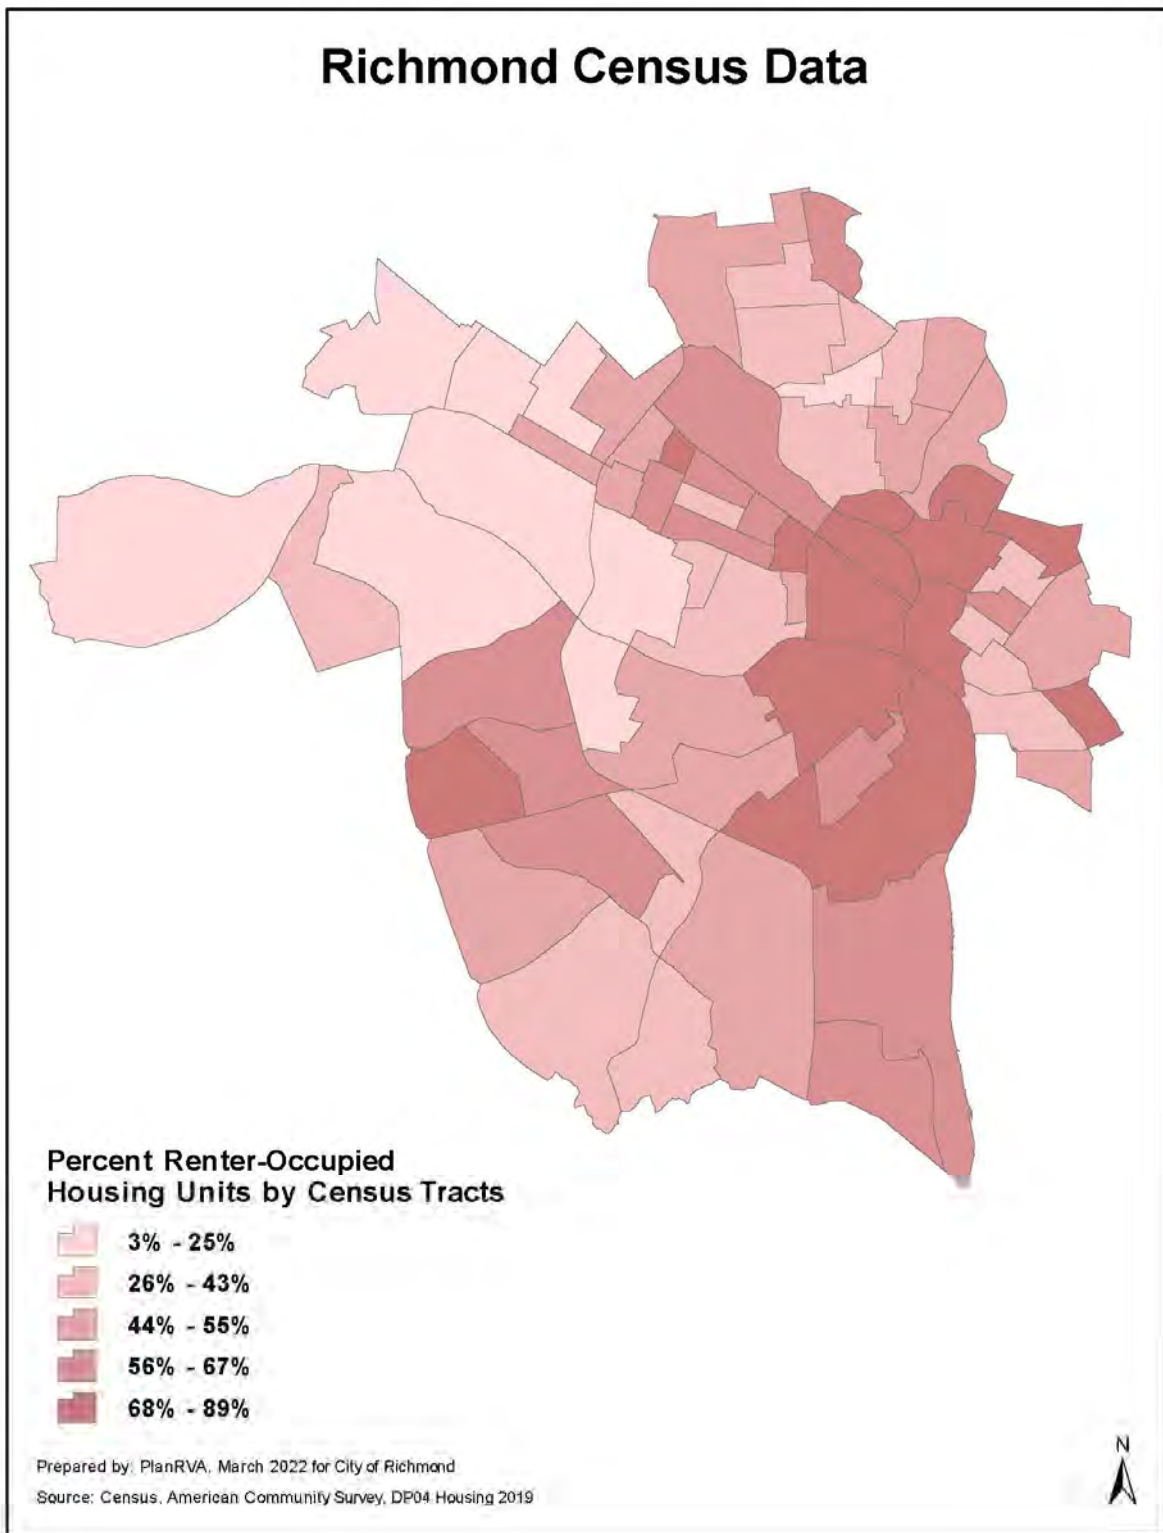 Richmond Census Data
Percent Renter-Occupied
Housing Units by Census Tracts
3% - 25%
26% - 43%
44% - 55%
56% - 67%
68% - 89%
Prepared by: PlanRVA, March 2022 for City of Richmond
Source: Census, American Community Survey, DP04 Housing 2019
N